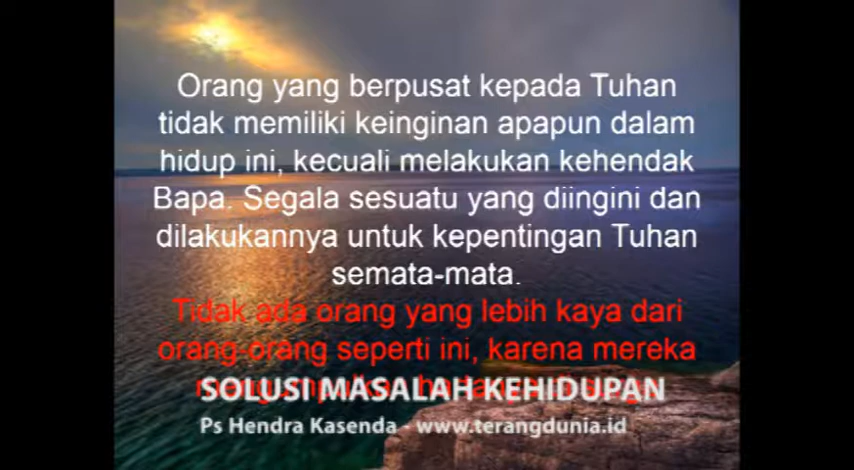 Orang yang berpusat kepada Tuhan
tidak memiliki keinginan apapun dalam
hidup ini, kecuali melakukan kehendak
Bapa. Segala sesuatu yang diingini dan
dilakukannya untuk kepentingan Tuhan
semata-mata.
Tidak ada orang yang lebih kaya dari
orang-orang seperti ini, karena mereka
SOLUSI MASALAH KEHIDUPAN
Ps Hendra Kasenda - www.terangdunia.id